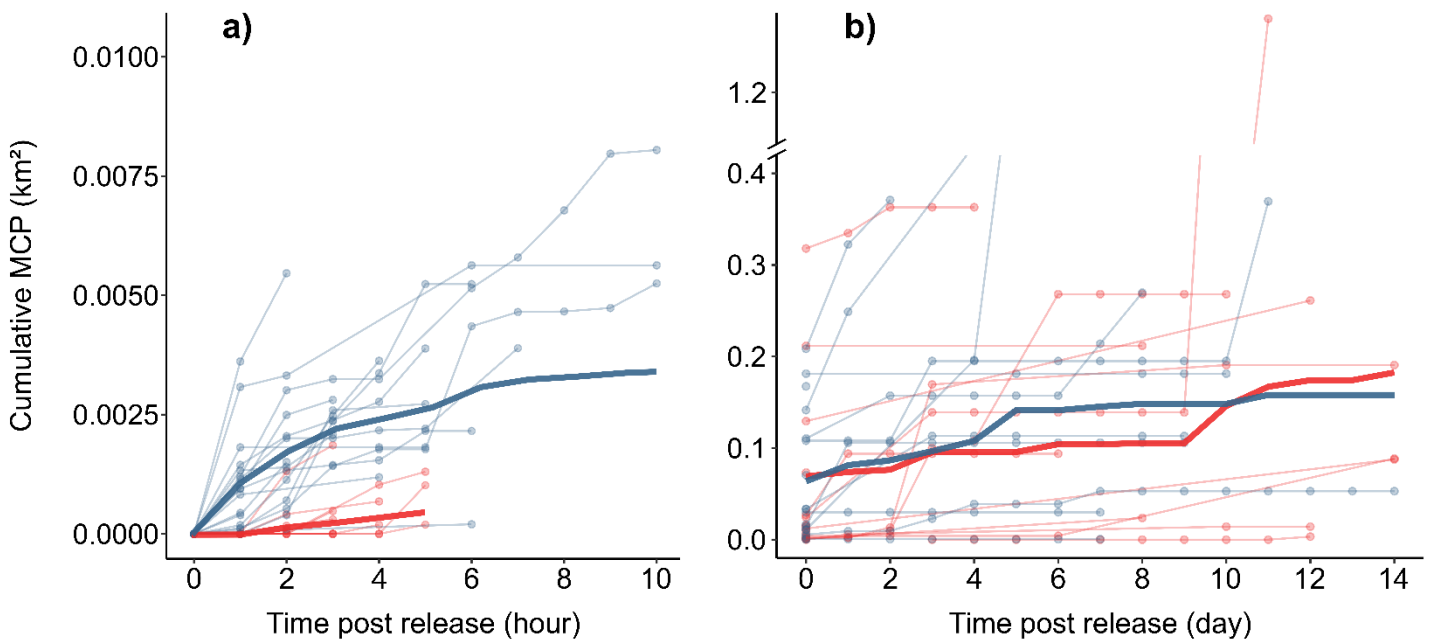 a)
0.0100
0.0075
0.0050
0.0025
0.0000
Cumulative MCP (km²)
0 2 4 6 8 10
Time post release (hour)
b)
1.2
0.4
0.3
0.2
0.1
0.0
0 2 4 6 8 10 12 14
Time post release (day)